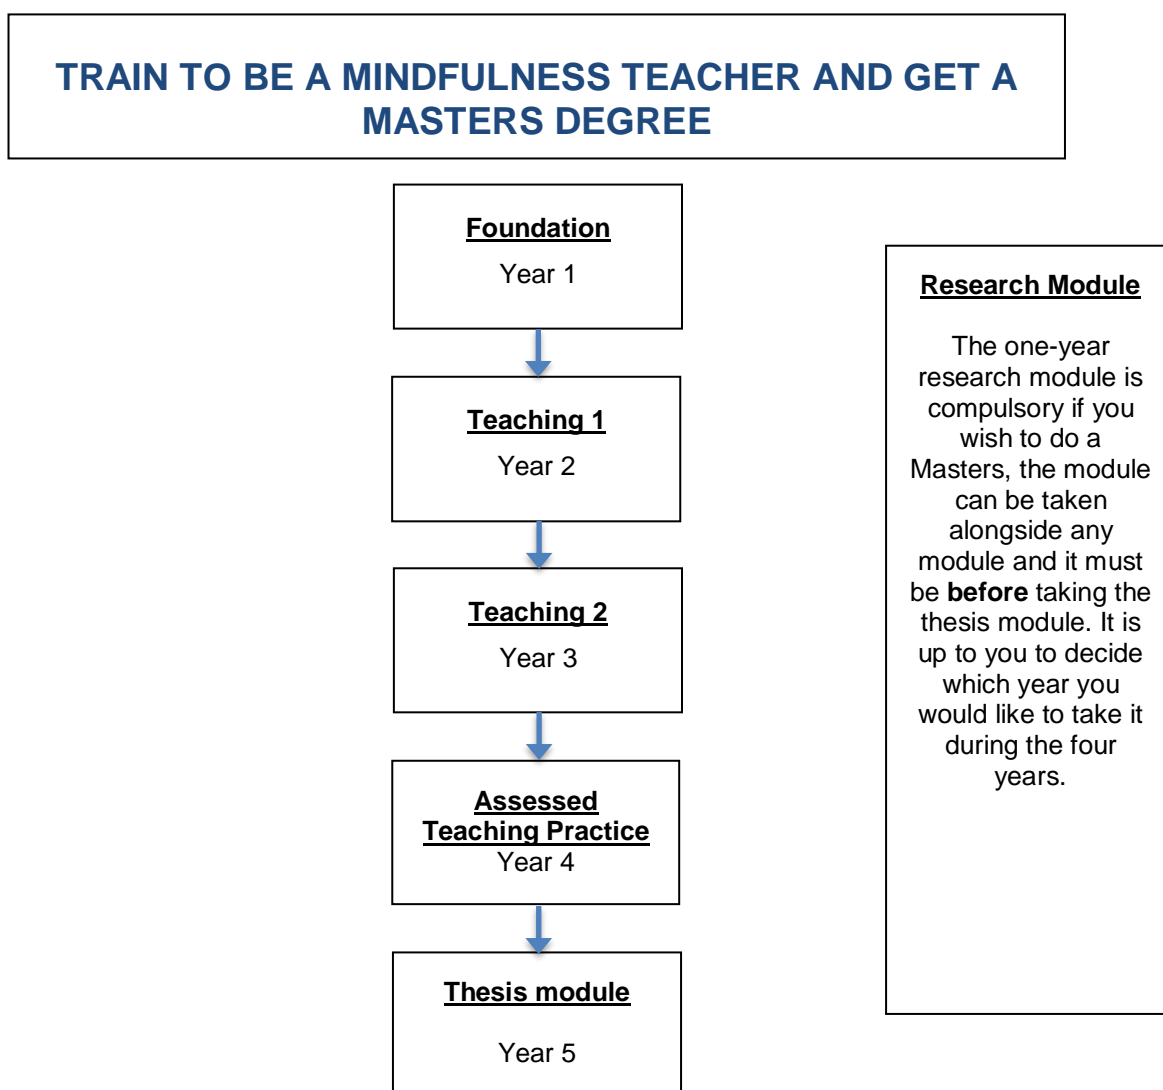 TRAIN TO BE A MINDFULNESS TEACHER AND GET A
MASTERS DEGREE
Foundation
Year 1
Teaching 1
Year 2
Teaching 2
Year 3
Assessed
Teaching Practice
Year 4
Thesis module
Year 5
Research Module
The one-year
research module is
compulsory if you
wish to do a
Masters, the module
can be taken
alongside any
module and it must
be before taking the
thesis module. It is
up to you to decide
which year you
would like to take it
during the four
years.